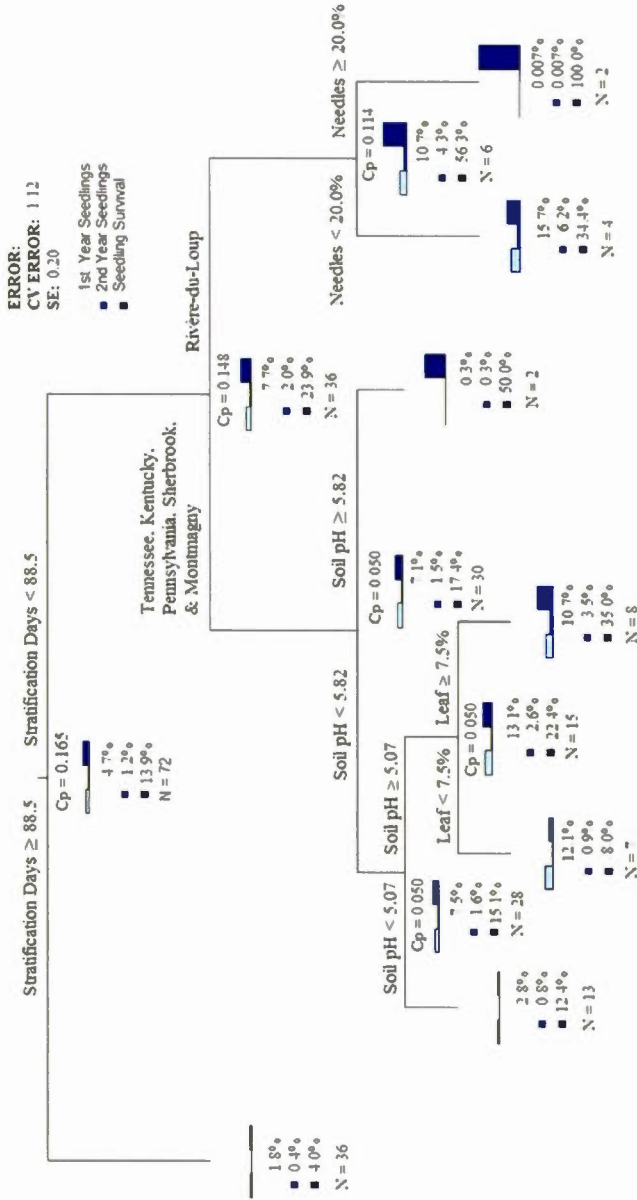 ERROR:
CV ERROR: 1 12
SE: 0.20
1st Year Seedlings
2nd Year Seedlings
Seedling Survival
Stratification Days ≥ 88.5
Stratification Days < 88.5
Cp = 0.165
4.7%
1.2%
13.9%
N = 72
1.8%
0.4%
4.0%
N = 36
Tennessee, Kentucky,
Pennsylvania, Sherbrook,
& Montmagny
Rivère-du-Loup
Cp = 0.148
7.7%
2.0%
23.9%
N = 36
Soil pH < 5.82
Soil pH ≥ 5.82
Cp = 0.050
7.1%
1.5%
17.4%
N = 30
0.3%
0.3%
50.0%
N = 2
Needles < 20.0%
Needles ≥ 20.0%
Cp = 0.114
10.7%
4.3%
56.3%
N = 6
15.7%
6.2%
34.4%
N = 4
0.007%
0.007%
100.0%
N = 2
Soil pH < 5.07
Soil pH ≥ 5.07
Cp = 0.050
7.5%
1.6%
15.1%
N = 28
2.8%
0.8%
12.4%
N = 13
Leaf < 7.5%
Leaf ≥ 7.5%
Cp = 0.050
13.1%
2.6%
22.4%
N = 15
12.1%
0.9%
8.0%
N = 7
10.7%
3.5%
35.0%
N = 8